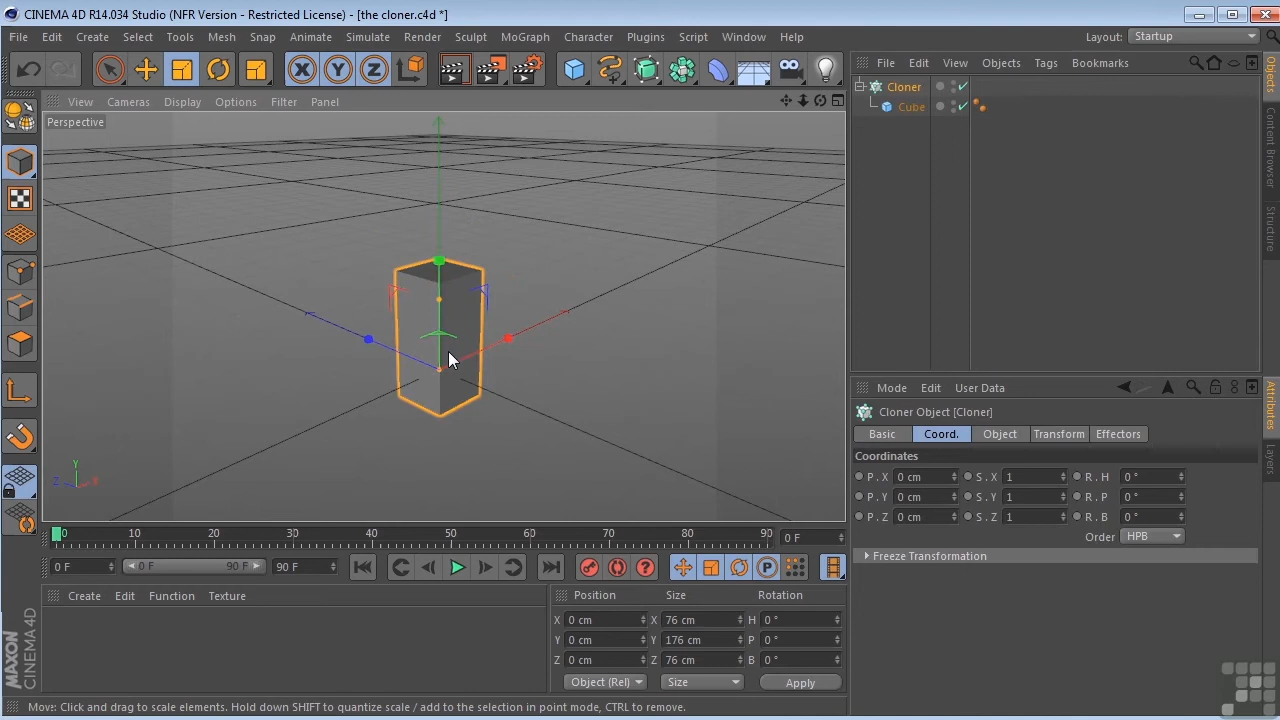 CINEMA 4D R14.034 Studio (NFR Version - Restricted License) - [the cloner.c4d *]
File Edit Create Select Tools Mesh Snap Animate Simulate Render Sculpt MoGraph Character Plugins Script Window Help Layout: Startup
X Y Z
File Edit View Objects Tags Bookmarks
View Cameras Display Options Filter Panel
Perspective
Cloner
Cube
Objects
Content Browser
Structure
Mode Edit User Data
Cloner Object [Cloner]
Basic Coord. Object Transform Effectors
Coordinates
P . X 0 cm S . X 1 R . H 0 °
P . Y 0 cm S . Y 1 R . P 0 °
P . Z 0 cm S . Z 1 R . B 0 °
Order HPB
Freeze Transformation
Attributes
Layers
Y
Z X
0 10 20 30 40 50 60 70 80 90 0 F
0 F 0 F 90 F 90 F P
Create Edit Function Texture
Position Size Rotation
X 0 cm X 76 cm H 0 °
Y 0 cm Y 176 cm P 0 °
Z 0 cm Z 76 cm B 0 °
Object (Rel) Size Apply
MAXON
CINEMA 4D
Move: Click and drag to scale elements. Hold down SHIFT to quantize scale / add to the selection in point mode, CTRL to remove.